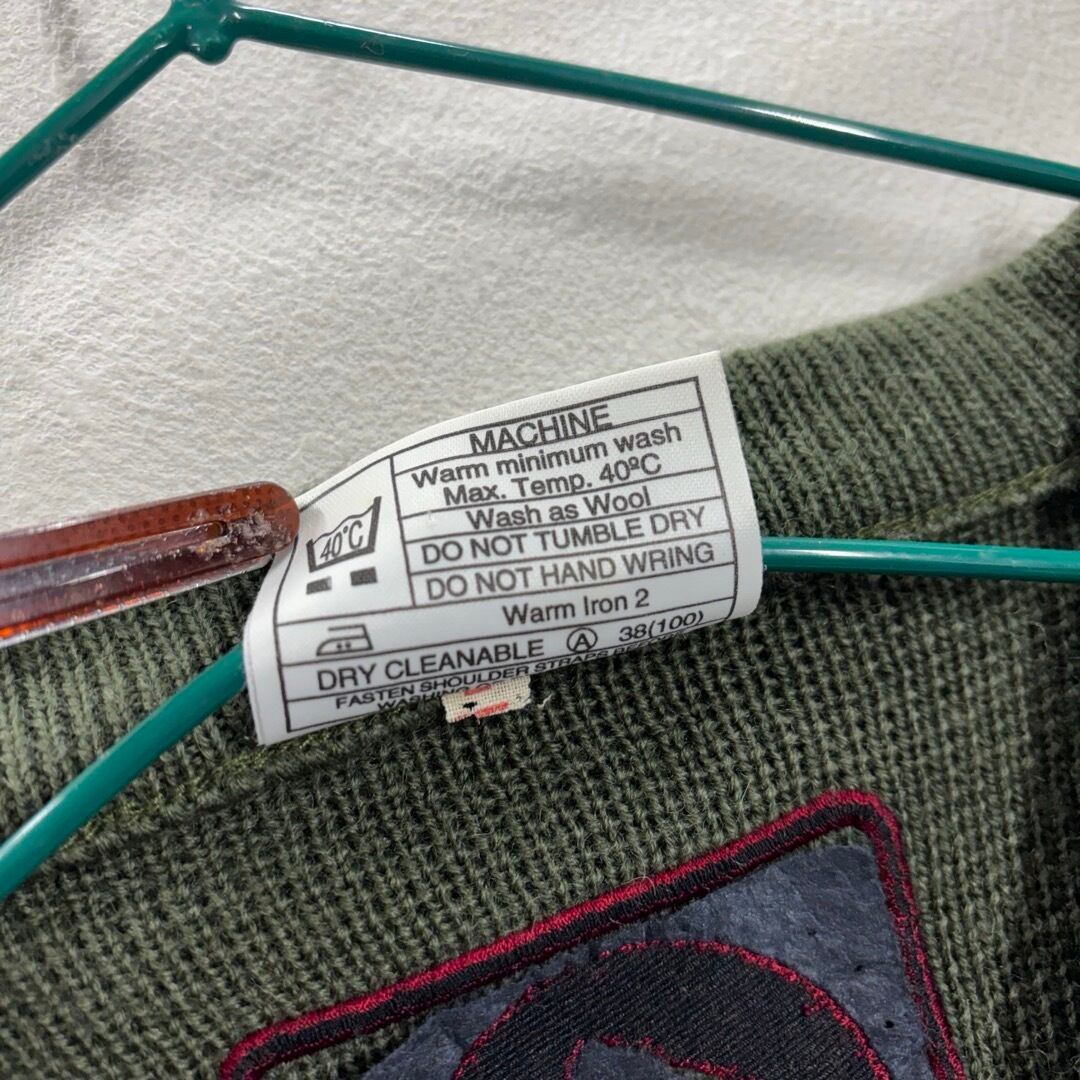 MACHINE
Warm minimum wash
Max. Temp. 40ºC
Wash as Wool
40°C
DO NOT TUMBLE DRY
DO NOT HAND WRING
Warm Iron 2
DRY CLEANABLE A 38(100)
FASTEN SHOULDER STRAPS